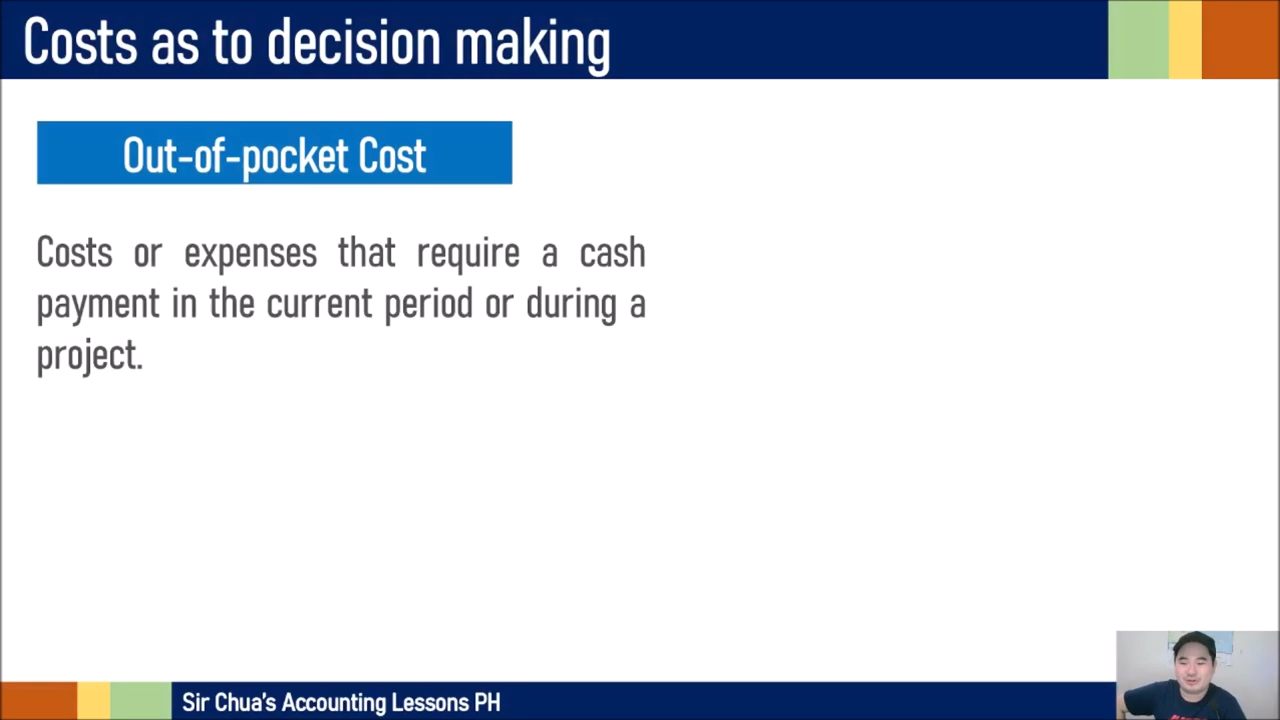 Costs as to decision making
Out-of-pocket Cost
Costs or expenses that require a cash
payment in the current period or during a
project.
Sir Chua's Accounting Lessons PH